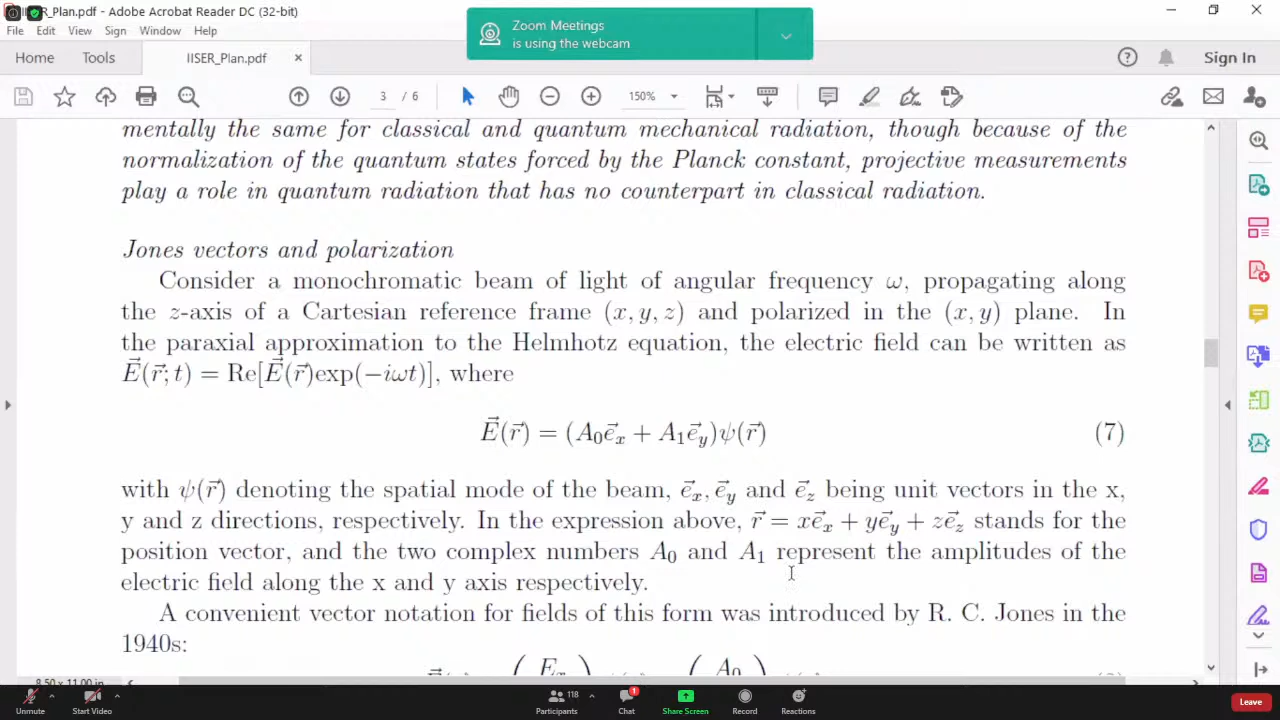 IISER_Plan.pdf - Adobe Acrobat Reader DC (32-bit)
File Edit View Sign Window Help
Zoom Meetings
is using the webcam
Home Tools IISER_Plan.pdf × Sign In
3 / 6 150%
mentally the same for classical and quantum mechanical radiation, though because of the
normalization of the quantum states forced by the Planck constant, projective measurements
play a role in quantum radiation that has no counterpart in classical radiation.
Jones vectors and polarization
Consider a monochromatic beam of light of angular frequency ω, propagating along
the z-axis of a Cartesian reference frame (x, y, z) and polarized in the (x, y) plane. In
the paraxial approximation to the Helmhotz equation, the electric field can be written as
E⃗(r⃗; t) = Re[E⃗(r⃗)exp(−iωt)], where
E⃗(r⃗) = (A₀e⃗ₓ + A₁e⃗ᵧ)ψ(r⃗) (7)
with ψ(r⃗) denoting the spatial mode of the beam, e⃗ₓ, e⃗ᵧ and e⃗_z being unit vectors in the x,
y and z directions, respectively. In the expression above, r⃗ = xe⃗ₓ + ye⃗ᵧ + ze⃗_z stands for the
position vector, and the two complex numbers A₀ and A₁ represent the amplitudes of the
electric field along the x and y axis respectively.
A convenient vector notation for fields of this form was introduced by R. C. Jones in the
1940s:
8.50 x 11.00 in
Unmute Start Video Participants 118 Chat 1 Share Screen Record Reactions Leave